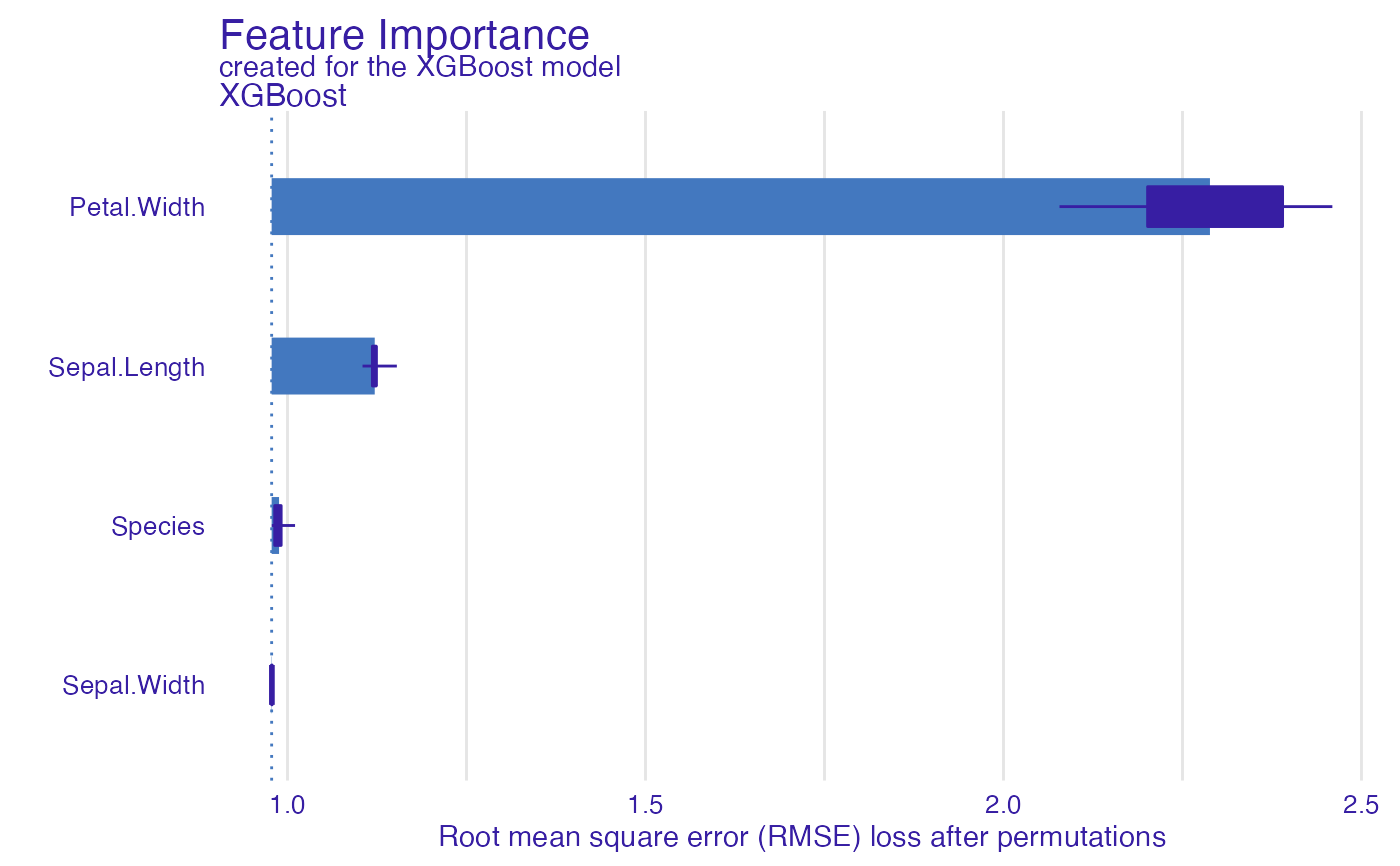 Feature Importance
created for the XGBoost model
XGBoost
Petal.Width
Sepal.Length
Species
Sepal.Width
1.0 1.5 2.0 2.5
Root mean square error (RMSE) loss after permutations